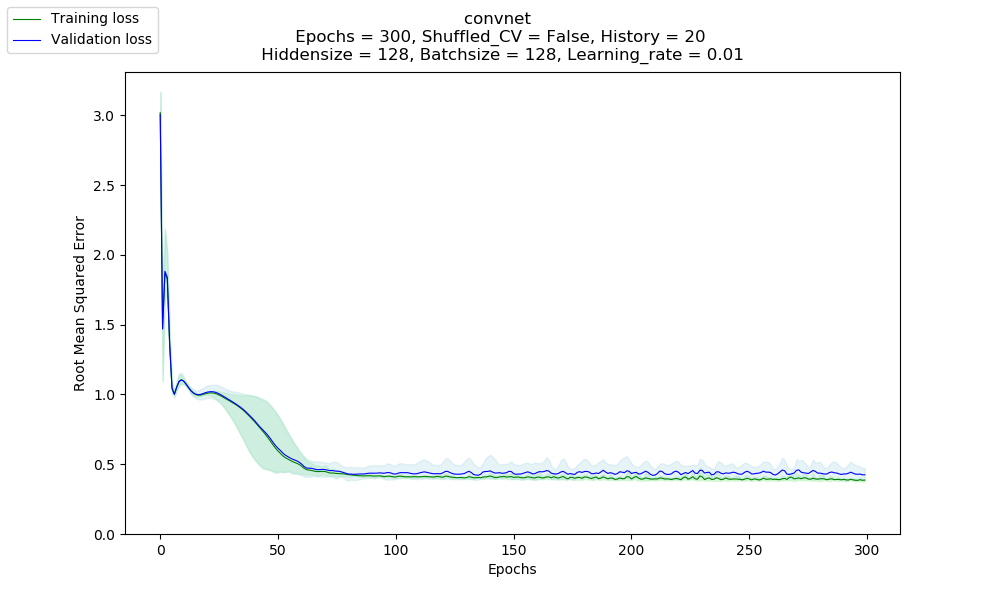 Training loss
Validation loss
convnet
Epochs = 300, Shuffled_CV = False, History = 20
Hiddensize = 128, Batchsize = 128, Learning_rate = 0.01
Root Mean Squared Error
3.0
2.5
2.0
1.5
1.0
0.5
0.0
0 50 100 150 200 250 300
Epochs